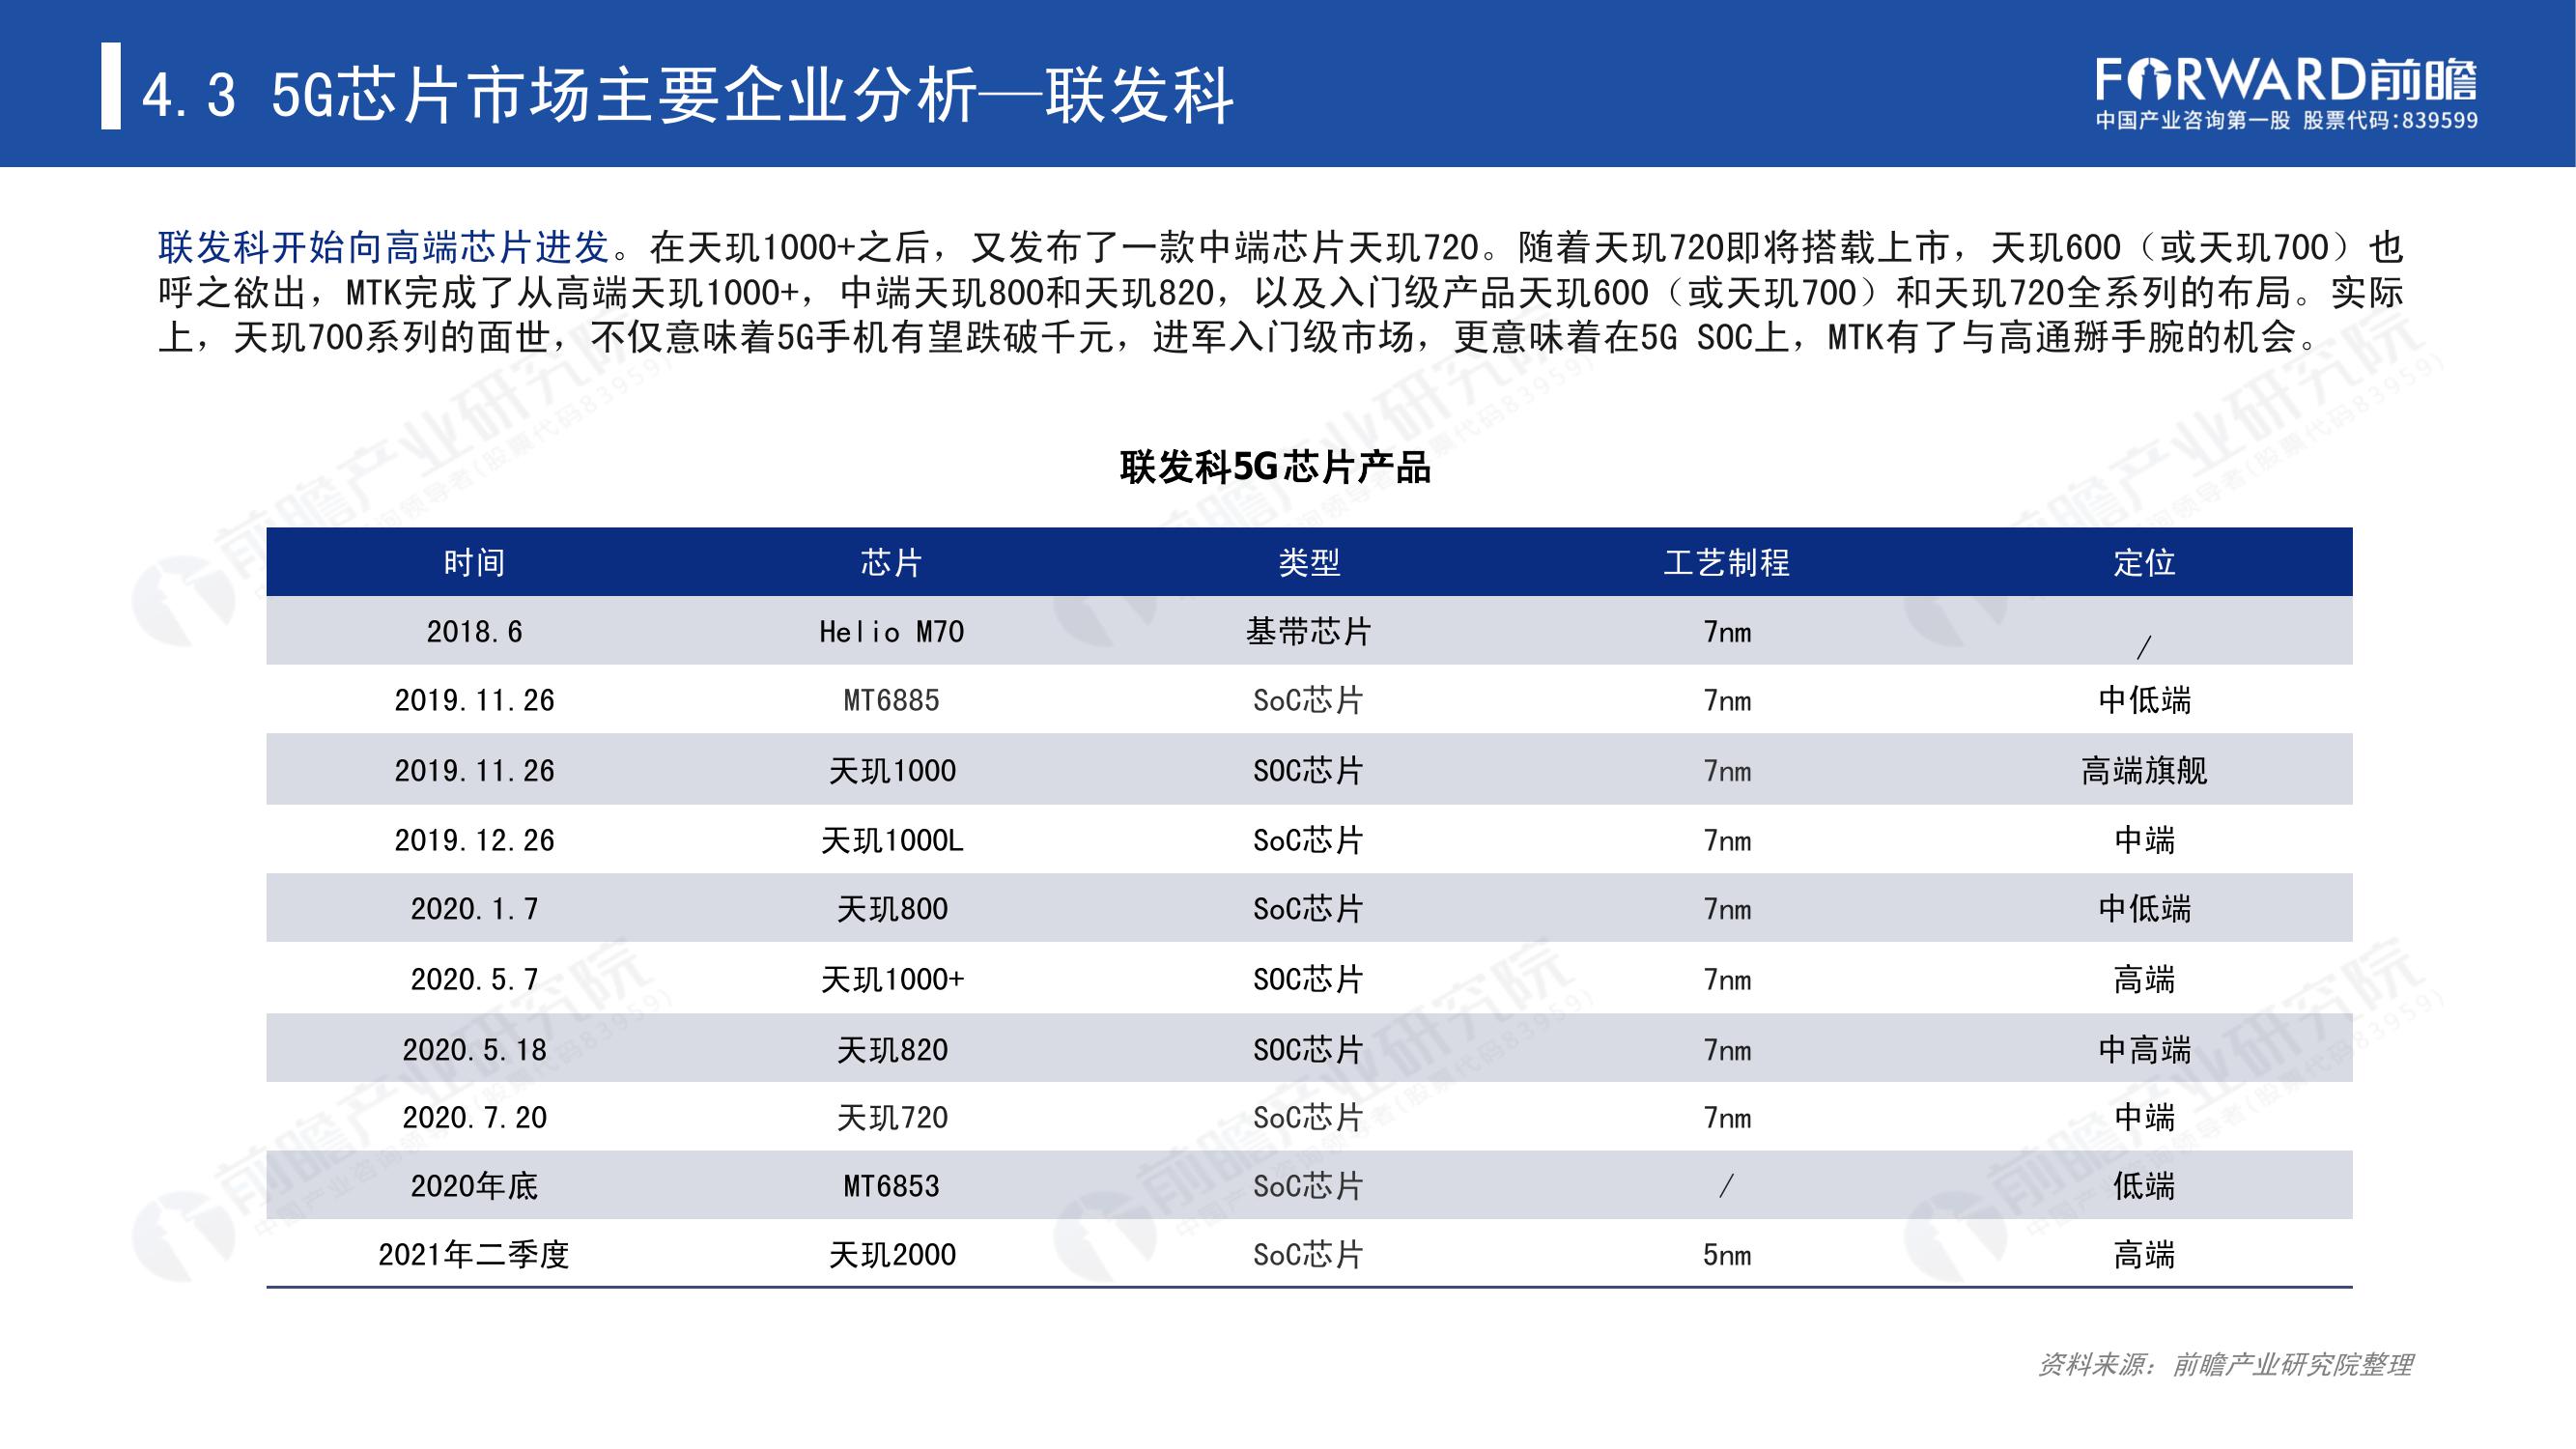 4.3 5G芯片市场主要企业分析——联发科
FORWARD前瞻
中国产业咨询第一股 股票代码:839599
联发科开始向高端芯片进发。在天玑1000+之后，又发布了一款中端芯片天玑720。随着天玑720即将搭载上市，天玑600（或天玑700）也
呼之欲出，MTK完成了从高端天玑1000+，中端天玑800和天玑820，以及入门级产品天玑600（或天玑700）和天玑720全系列的布局。实际
上，天玑700系列的面世，不仅意味着5G手机有望跌破千元，进军入门级市场，更意味着在5G SOC上，MTK有了与高通掰手腕的机会。
联发科5G芯片产品
时间 芯片 类型 工艺制程 定位
2018.6 Helio M70 基带芯片 7nm /
2019.11.26 MT6885 SoC芯片 7nm 中低端
2019.11.26 天玑1000 SOC芯片 7nm 高端旗舰
2019.12.26 天玑1000L SoC芯片 7nm 中端
2020.1.7 天玑800 SoC芯片 7nm 中低端
2020.5.7 天玑1000+ SOC芯片 7nm 高端
2020.5.18 天玑820 SOC芯片 7nm 中高端
2020.7.20 天玑720 SoC芯片 7nm 中端
2020年底 MT6853 SoC芯片 / 低端
2021年二季度 天玑2000 SoC芯片 5nm 高端
资料来源：前瞻产业研究院整理